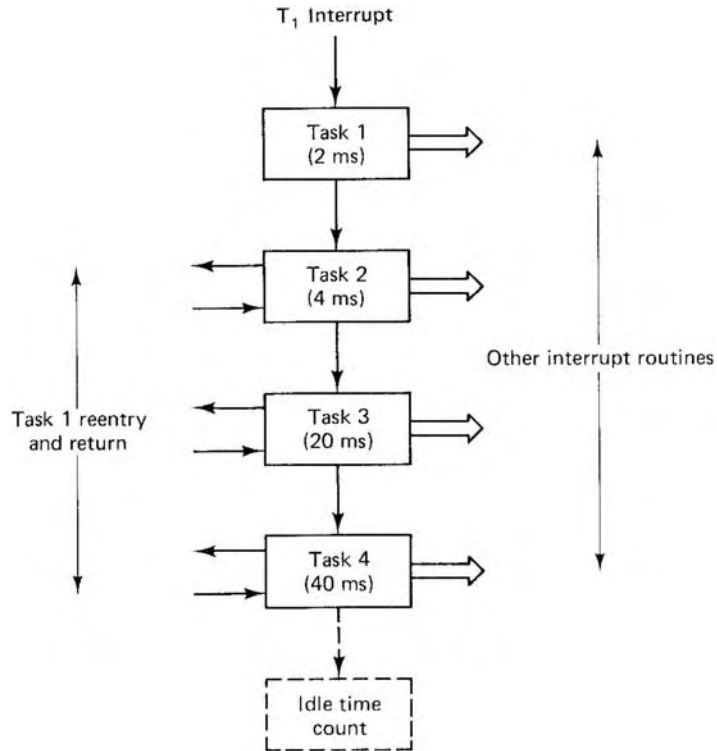 T₁ Interrupt
Task 1
(2 ms)
Task 2
(4 ms)
Other interrupt routines
Task 1 reentry
and return
Task 3
(20 ms)
Task 4
(40 ms)
Idle time
count